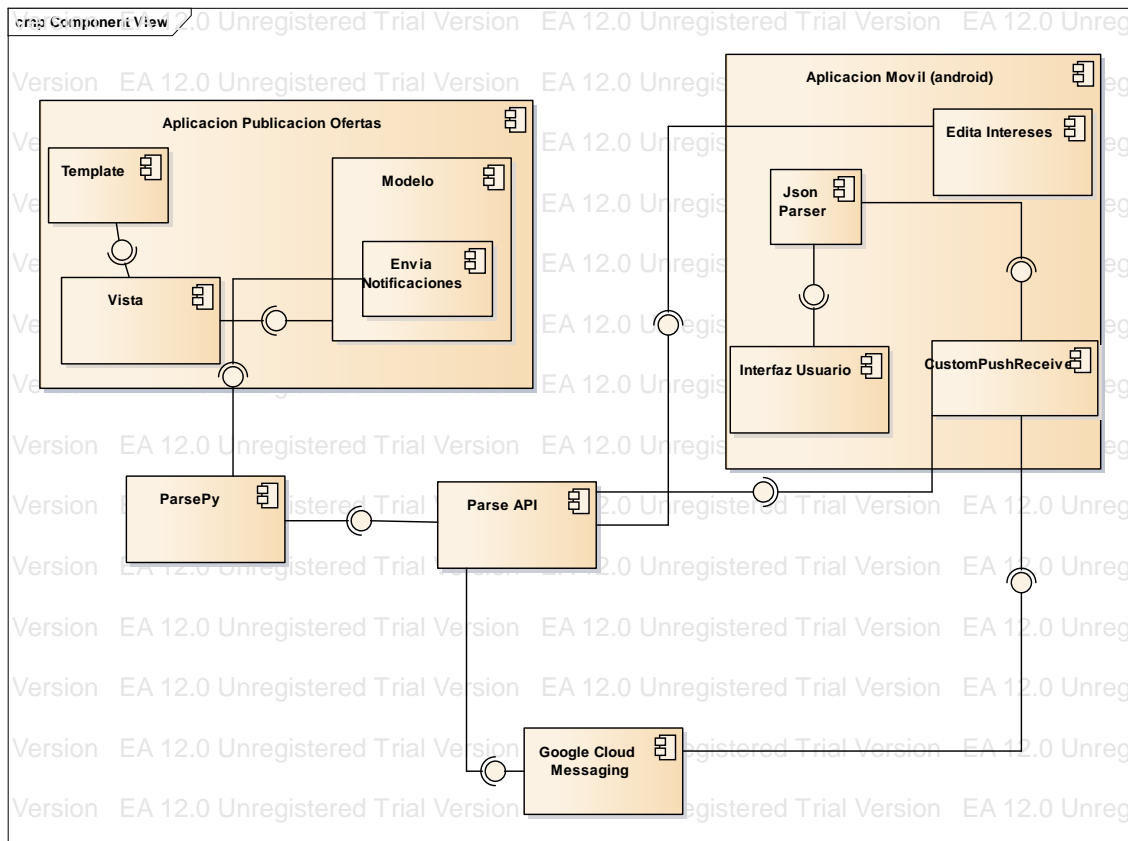 cmp Component View
EA 12.0 Unregistered Trial Version
Aplicacion Publicacion Ofertas
Template
Vista
Modelo
Envia
Notificaciones
Aplicacion Movil (android)
Edita Intereses
Json
Parser
Interfaz Usuario
CustomPushReceive
ParsePy
Parse API
Google Cloud
Messaging